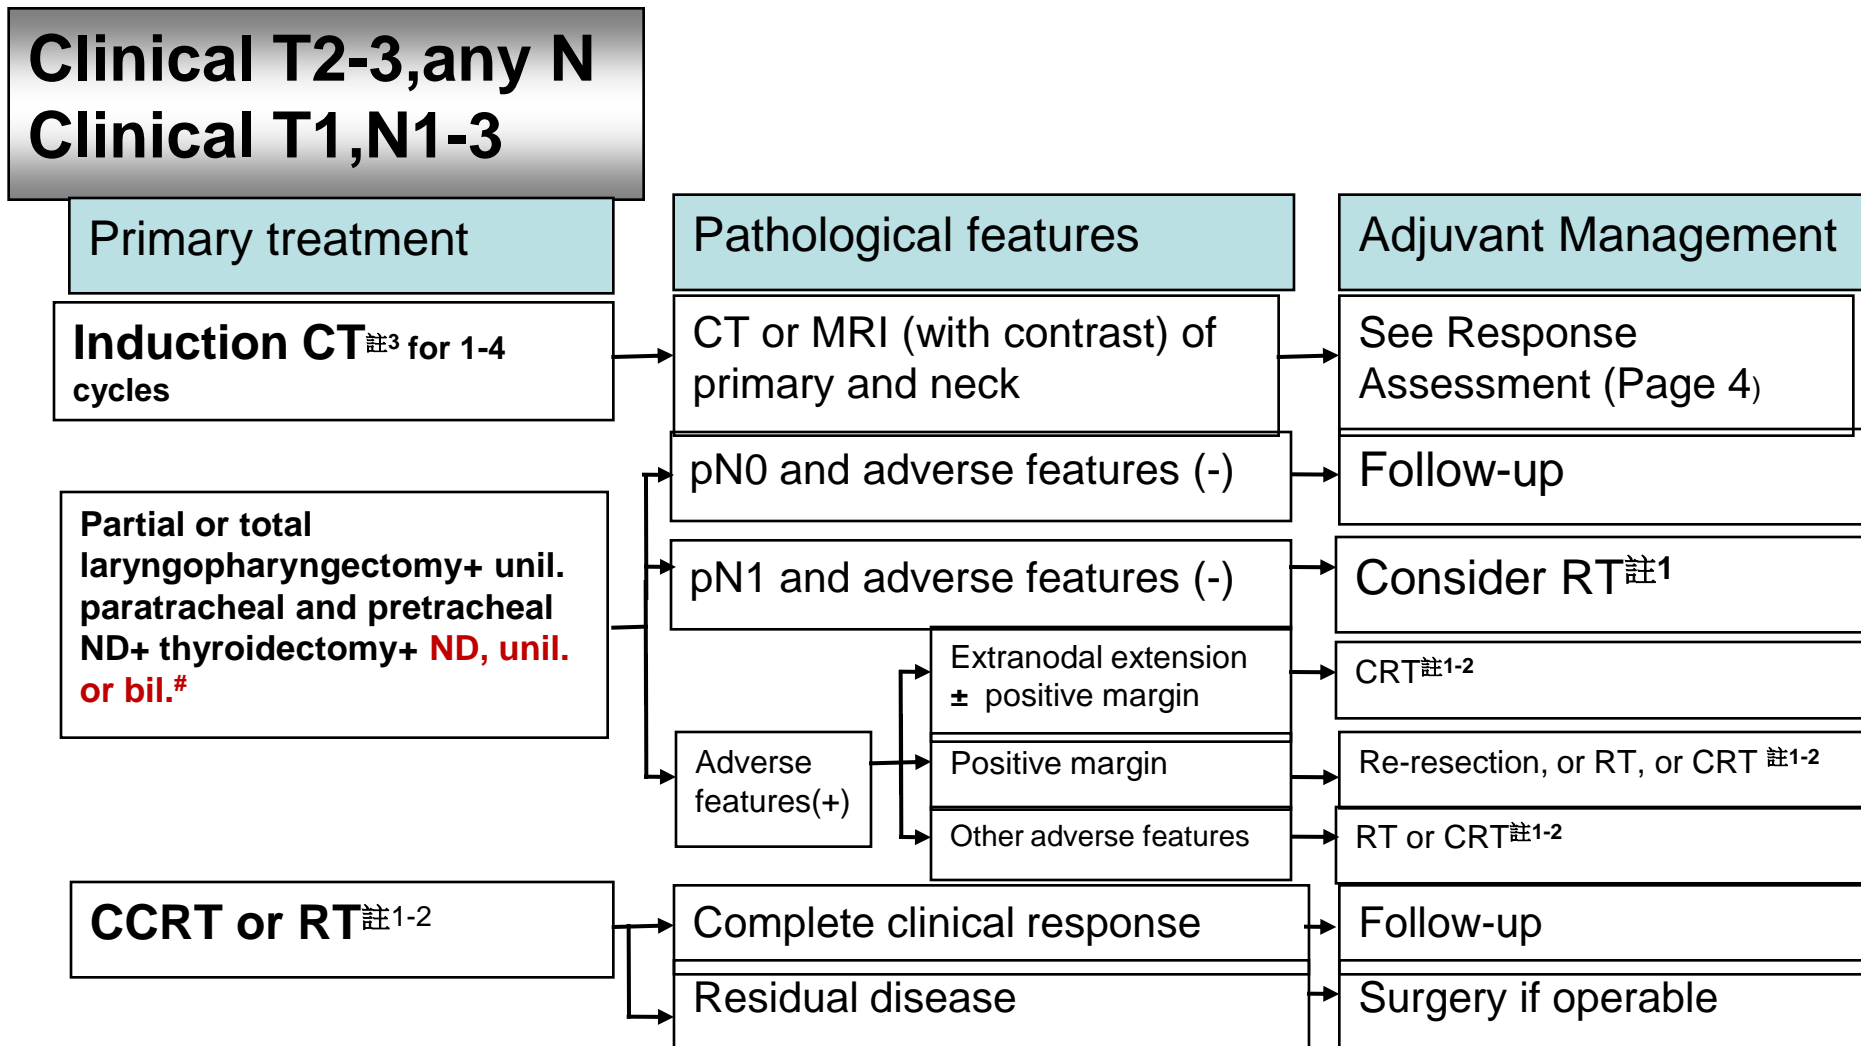 Clinical T2-3,any N
Clinical T1,N1-3
Primary treatment
Pathological features
Adjuvant Management
Induction CT註3 for 1-4
cycles
CT or MRI (with contrast) of
primary and neck
See Response
Assessment (Page 4)
Partial or total
laryngopharyngectomy+ unil.
paratracheal and pretracheal
ND+ thyroidectomy+ ND, unil.
or bil.#
pN0 and adverse features (-)
Follow-up
pN1 and adverse features (-)
Consider RT註1
Adverse
features(+)
Extranodal extension
± positive margin
CRT註1-2
Positive margin
Re-resection, or RT, or CRT 註1-2
Other adverse features
RT or CRT註1-2
CCRT or RT註1-2
Complete clinical response
Follow-up
Residual disease
Surgery if operable